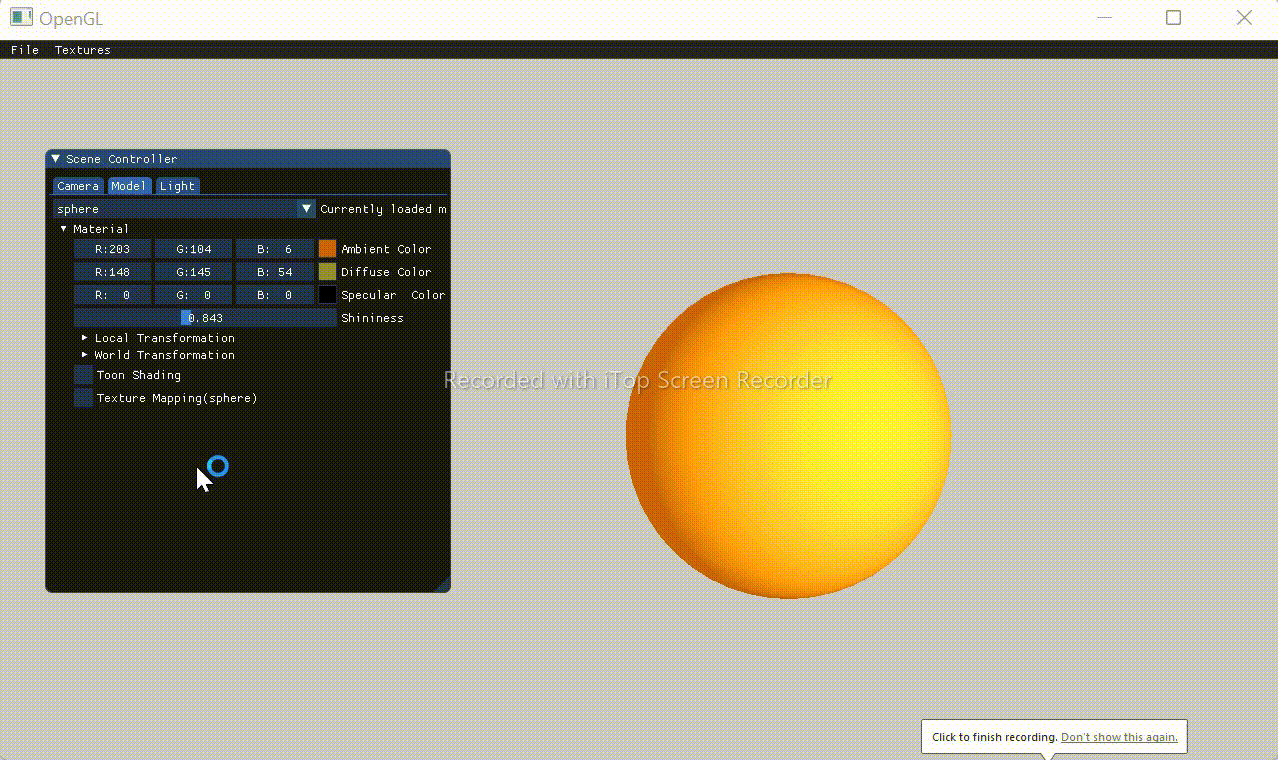 OpenGL
File Textures
Scene Controller
Camera Model Light
sphere Currently loaded m
Material
R:203 G:104 B: 6 Ambient Color
R:148 G:145 B: 54 Diffuse Color
R: 0 G: 0 B: 0 Specular Color
0.843 Shininess
Local Transformation
World Transformation
Toon Shading
Recorded with iTop Screen Recorder
Texture Mapping(sphere)
Click to finish recording. Don't show this again.